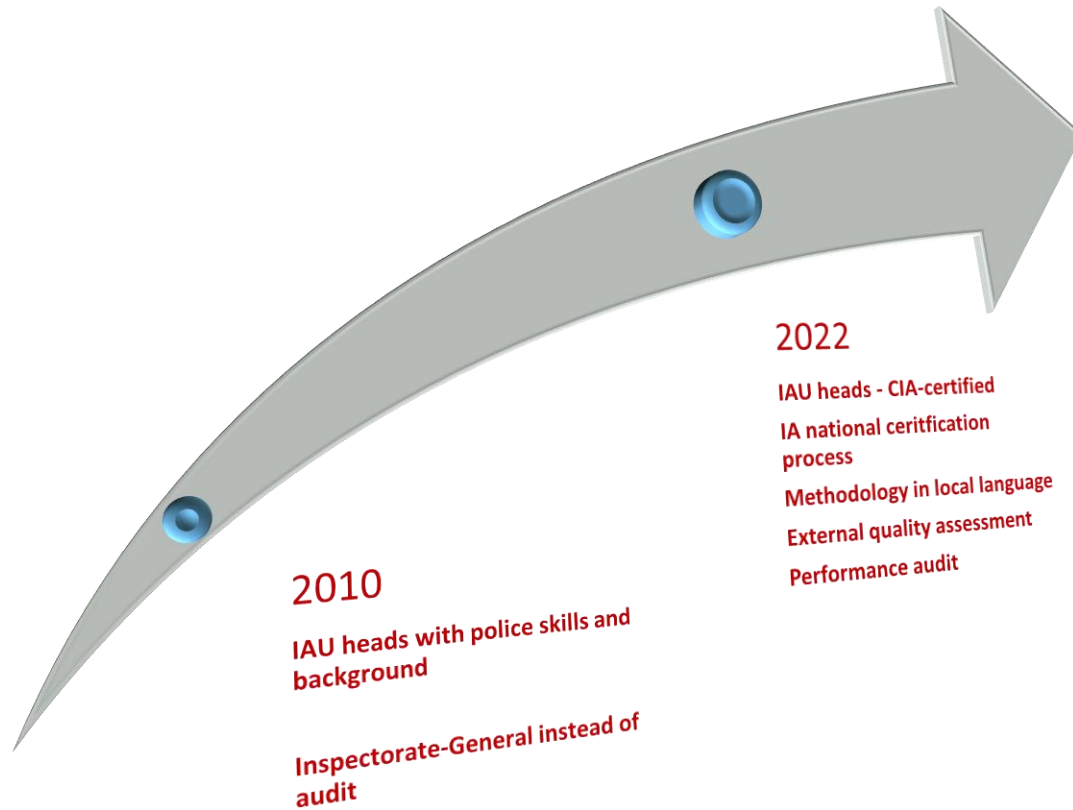 2010
IAU heads with police skills and
background
Inspectorate-General instead of
audit
2022
IAU heads - CIA-certified
IA national ceritfication
process
Methodology in local language
External quality assessment
Performance audit